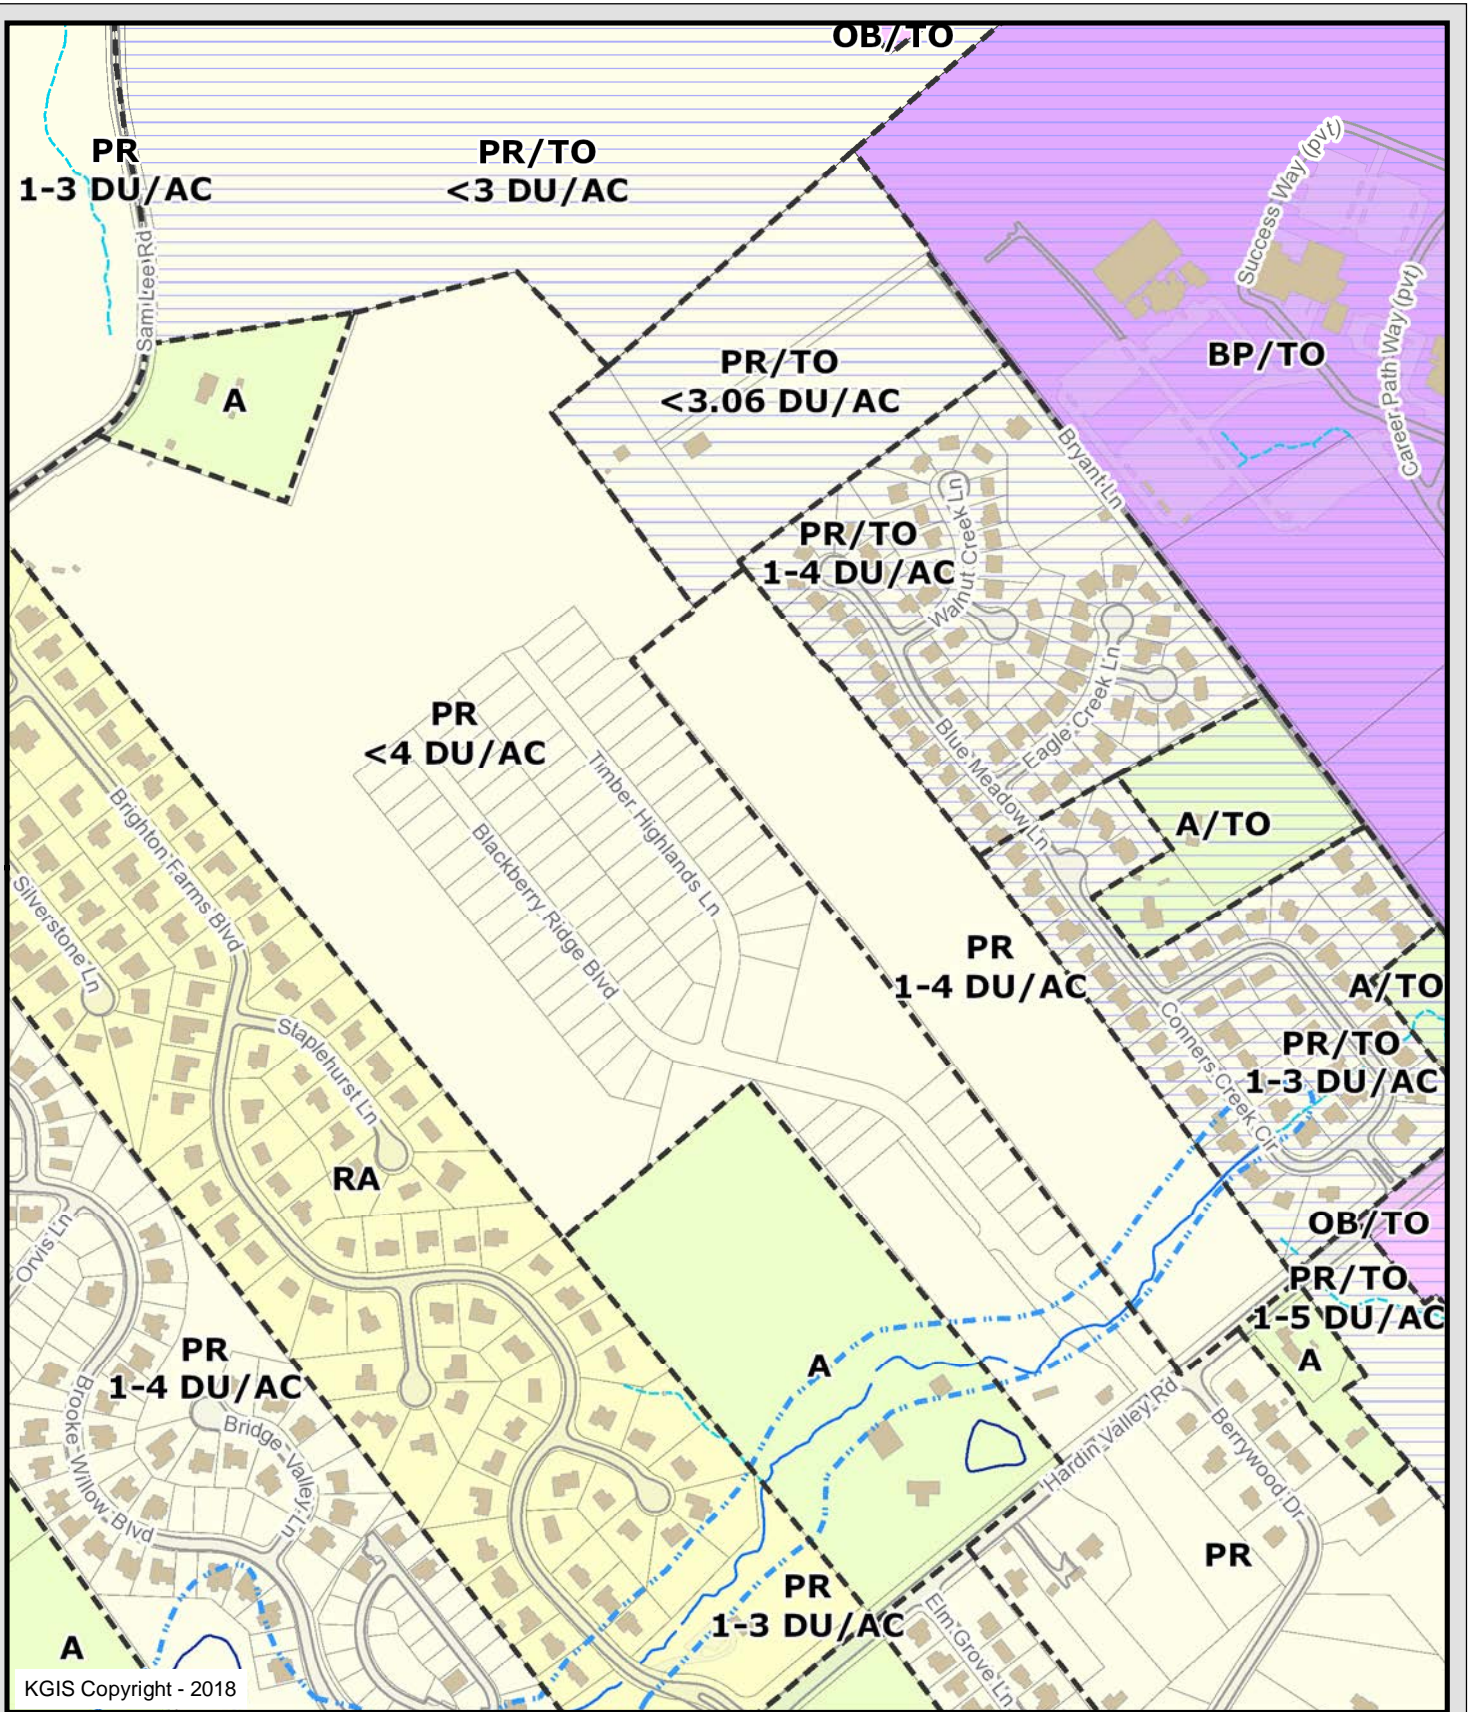 OB/TO
PR
1-3 DU/AC
PR/TO
<3 DU/AC
Success Way (pvt)
Sam Lee Rd
Career Path Way (pvt)
BP/TO
PR/TO
<3.06 DU/AC
A
Bryant Ln
PR/TO
1-4 DU/AC
Walnut Creek Ln
Eagle Creek Ln
Blue Meadow Ln
PR
<4 DU/AC
Timber Highlands Ln
Blackberry Ridge Blvd
Brighton Farms Blvd
Silverstone Ln
A/TO
PR
1-4 DU/AC
A/TO
Conners Creek Cir
PR/TO
1-3 DU/AC
Staplehurst Ln
RA
Orvis Ln
OB/TO
PR/TO
1-5 DU/AC
A
A
PR
1-4 DU/AC
Brooke Willow Blvd
Bridge Valley Ln
Hardin Valley Rd
Berrywood Dr
PR
PR
1-3 DU/AC
Elm Grove Ln
A
KGIS Copyright - 2018